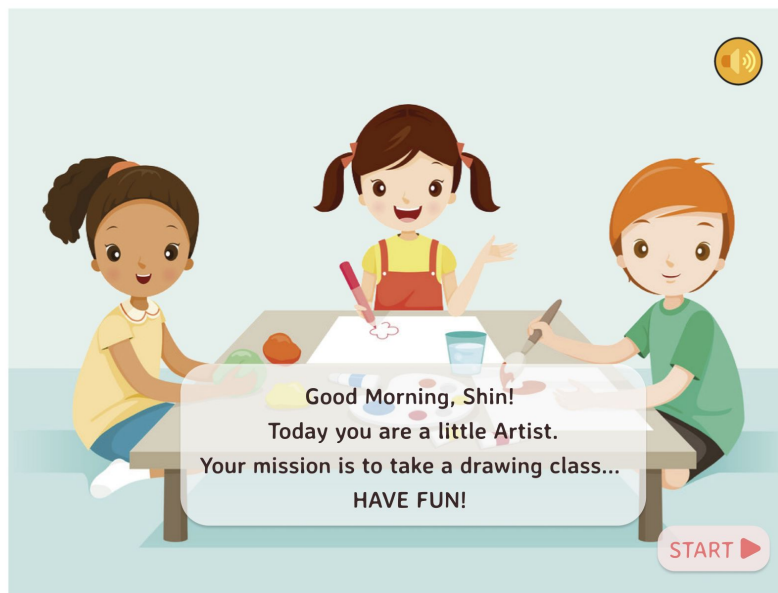 Good Morning, Shin!
Today you are a little Artist.
Your mission is to take a drawing class...
HAVE FUN!
START